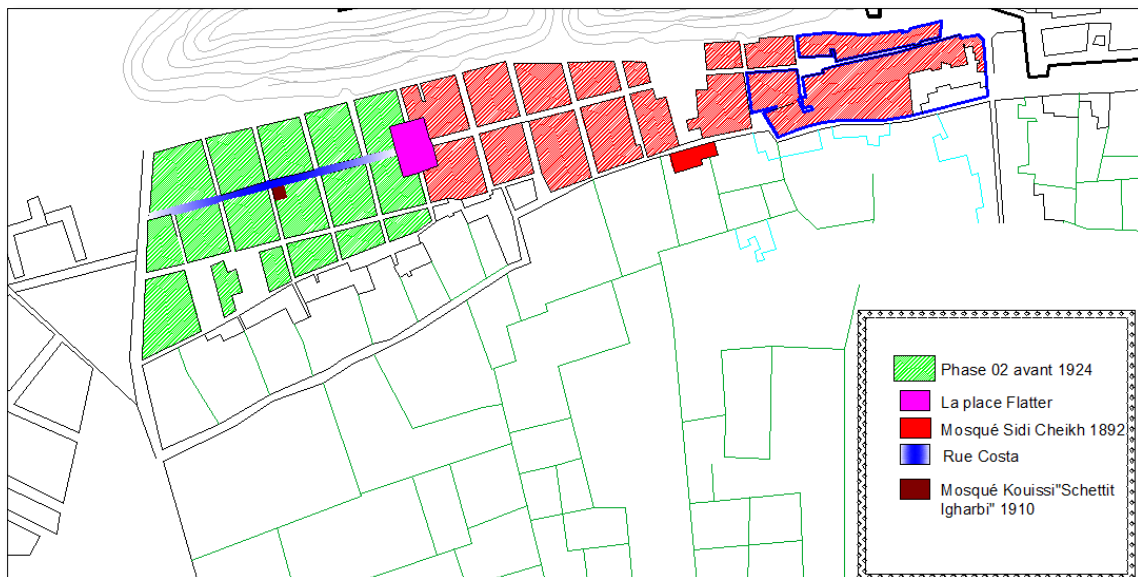 Phase 02 avant 1924
La place Flatter
Mosqué Sidi Cheikh 1892
Rue Costa
Mosqué Kouissi"Schettit
Igharbi" 1910